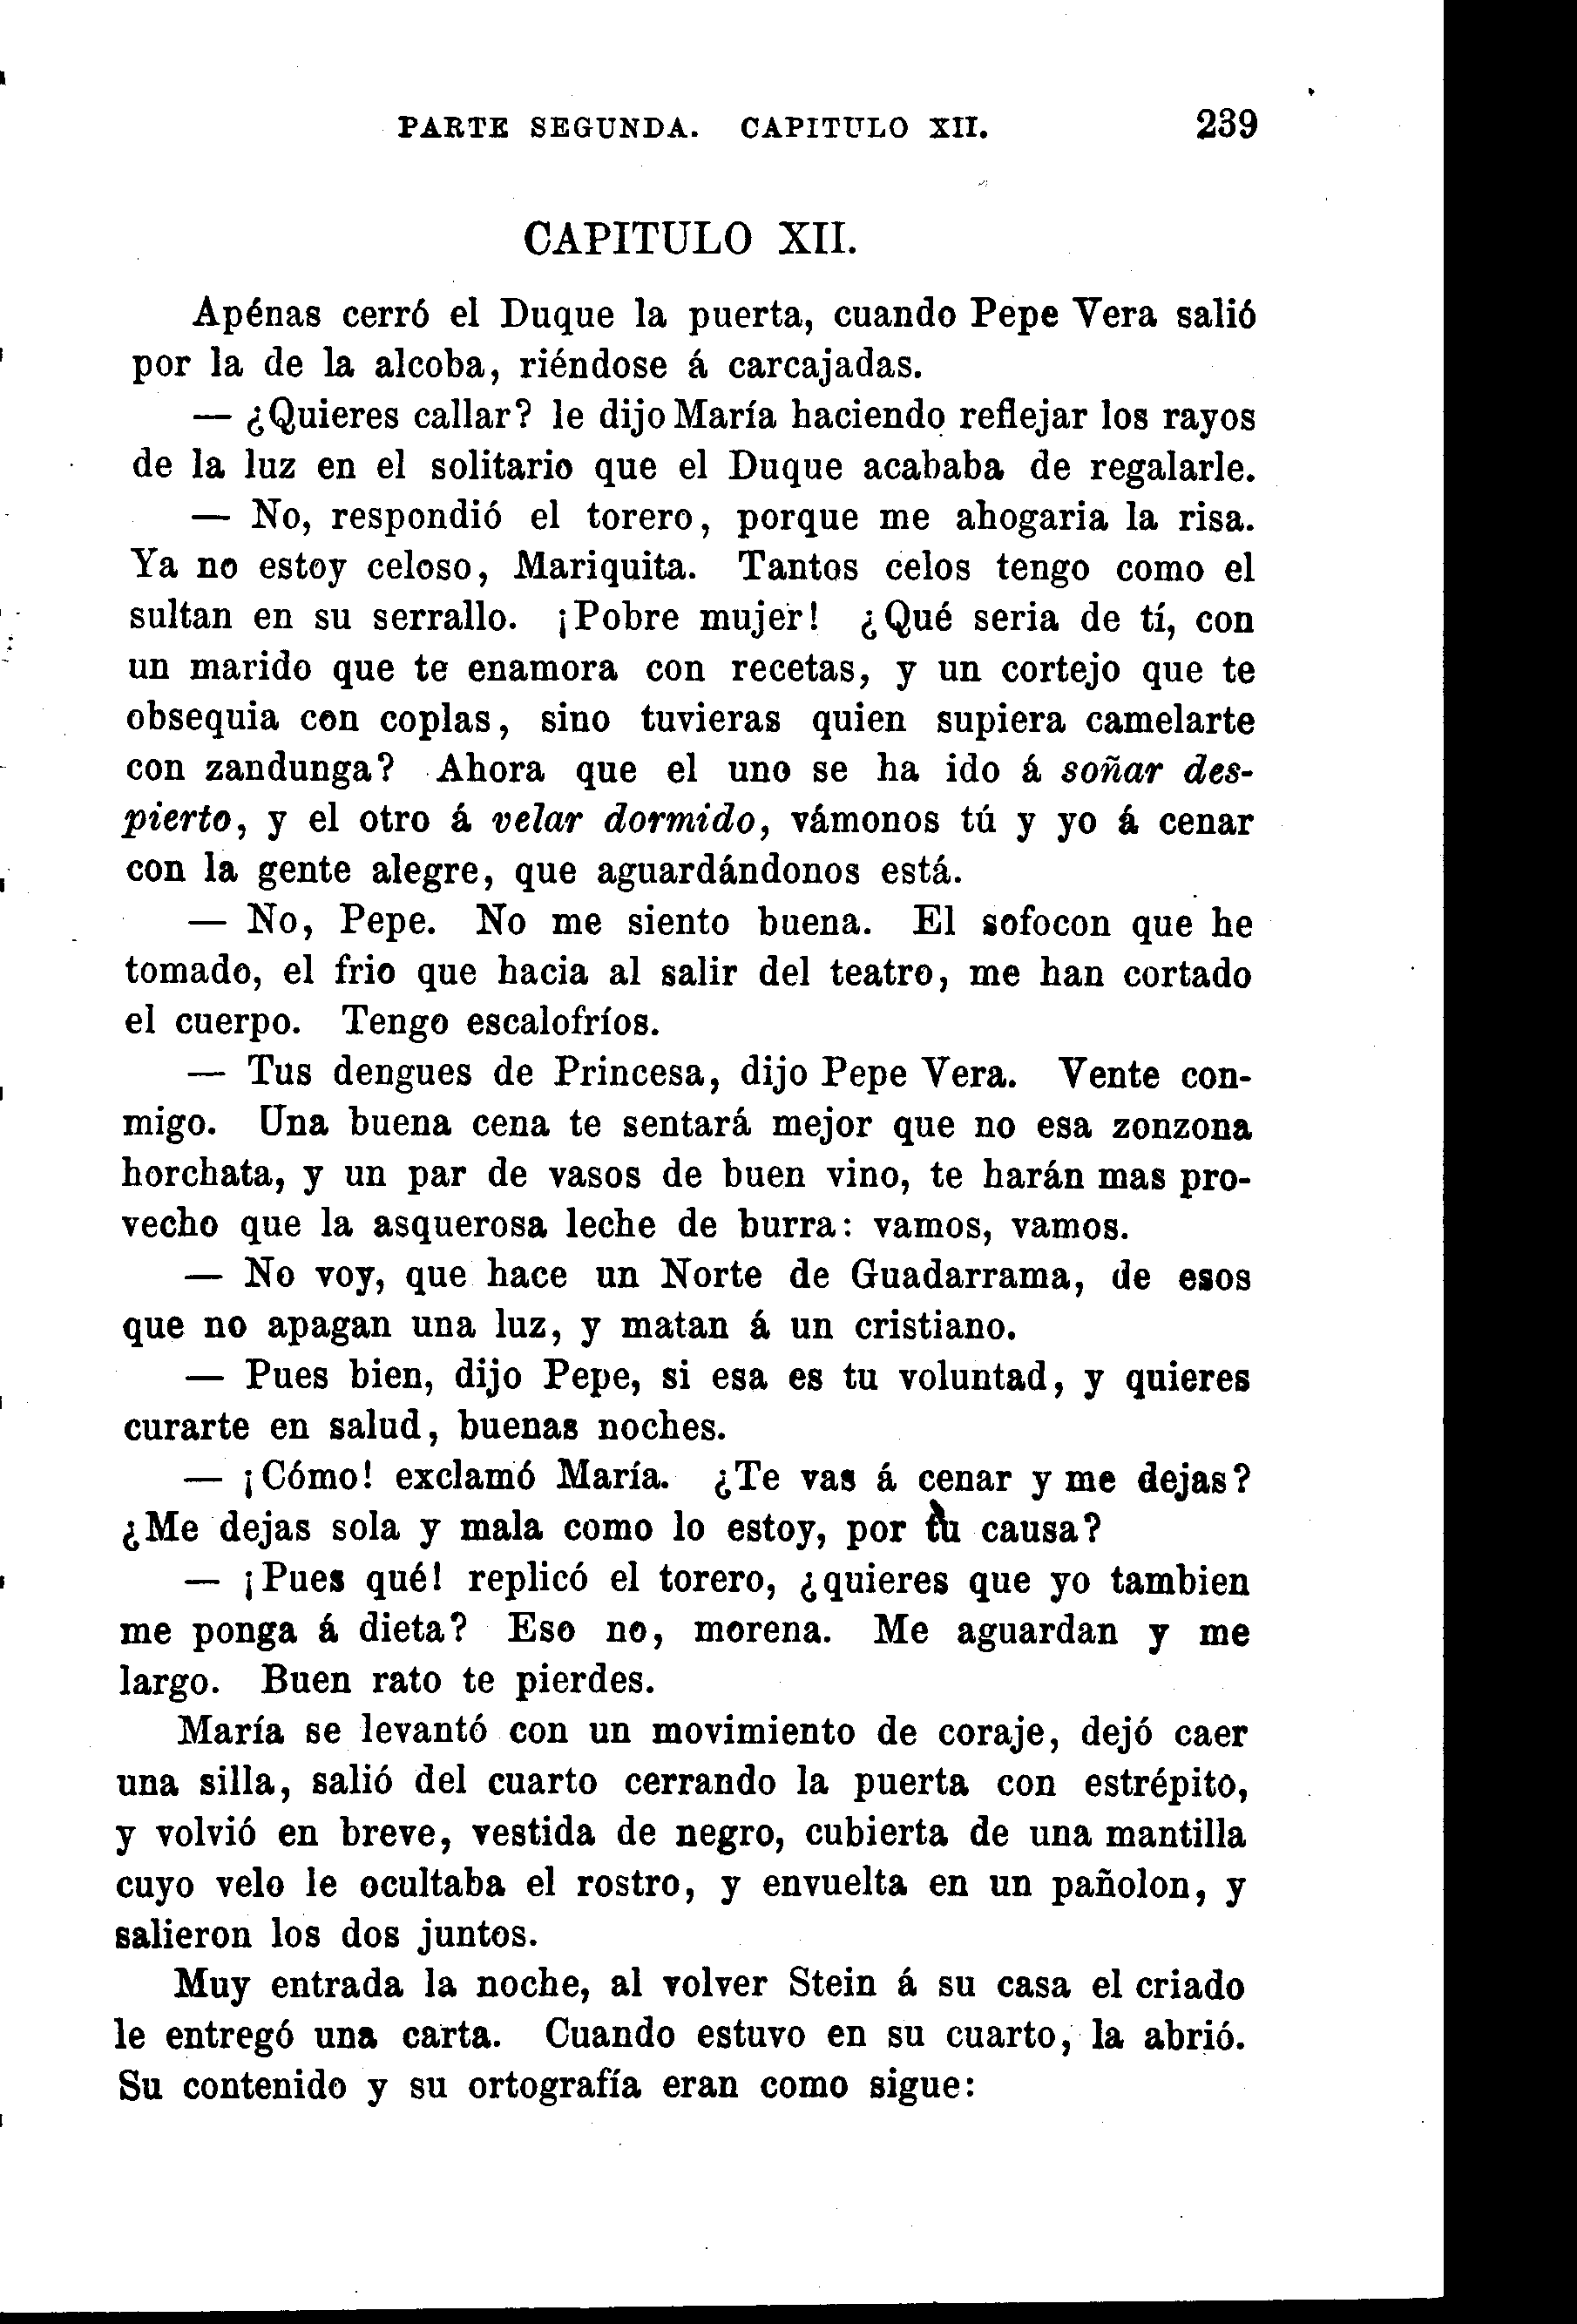 PARTE SEGUNDA. CAPITULO XII. 239
CAPITULO XII.
Apénas cerró el Duque la puerta, cuando Pepe Vera salió
por la de la alcoba, riéndose á carcajadas.
— ¿Quieres callar? le dijo María haciendo reflejar los rayos
de la luz en el solitario que el Duque acababa de regalarle.
— No, respondió el torero, porque me ahogaria la risa.
Ya no estoy celoso, Mariquita. Tantos celos tengo como el
sultan en su serrallo. ¡Pobre mujer! ¿Qué seria de tí, con
un marido que te enamora con recetas, y un cortejo que te
obsequia con coplas, sino tuvieras quien supiera camelarte
con zandunga? Ahora que el uno se ha ido á soñar des-
pierto, y el otro á velar dormido, vámonos tú y yo á cenar
con la gente alegre, que aguardándonos está.
— No, Pepe. No me siento buena. El sofocon que he
tomado, el frio que hacia al salir del teatro, me han cortado
el cuerpo. Tengo escalofríos.
— Tus dengues de Princesa, dijo Pepe Vera. Vente con-
migo. Una buena cena te sentará mejor que no esa zonzona
horchata, y un par de vasos de buen vino, te harán mas pro-
vecho que la asquerosa leche de burra: vamos, vamos.
— No voy, que hace un Norte de Guadarrama, de esos
que no apagan una luz, y matan á un cristiano.
— Pues bien, dijo Pepe, si esa es tu voluntad, y quieres
curarte en salud, buenas noches.
— ¡Cómo! exclamó María. ¿Te vas á cenar y me dejas?
¿Me dejas sola y mala como lo estoy, por tu causa?
— ¡Pues qué! replicó el torero, ¿quieres que yo tambien
me ponga á dieta? Eso no, morena. Me aguardan y me
largo. Buen rato te pierdes.
María se levantó con un movimiento de coraje, dejó caer
una silla, salió del cuarto cerrando la puerta con estrépito,
y volvió en breve, vestida de negro, cubierta de una mantilla
cuyo velo le ocultaba el rostro, y envuelta en un pañolon, y
salieron los dos juntos.
Muy entrada la noche, al volver Stein á su casa el criado
le entregó una carta. Cuando estuvo en su cuarto, la abrió.
Su contenido y su ortografía eran como sigue: